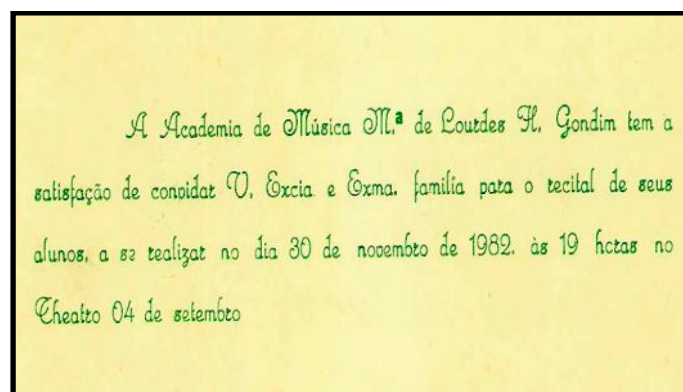 A Academia de Música M.ª de Lourdes H. Gondim tem a
satisfação de convidar V. Excia e Exma. família para o recital de seus
alunos, a se realizar no dia 30 de novembro de 1982. às 19 horas no
Theatro 04 de setembro